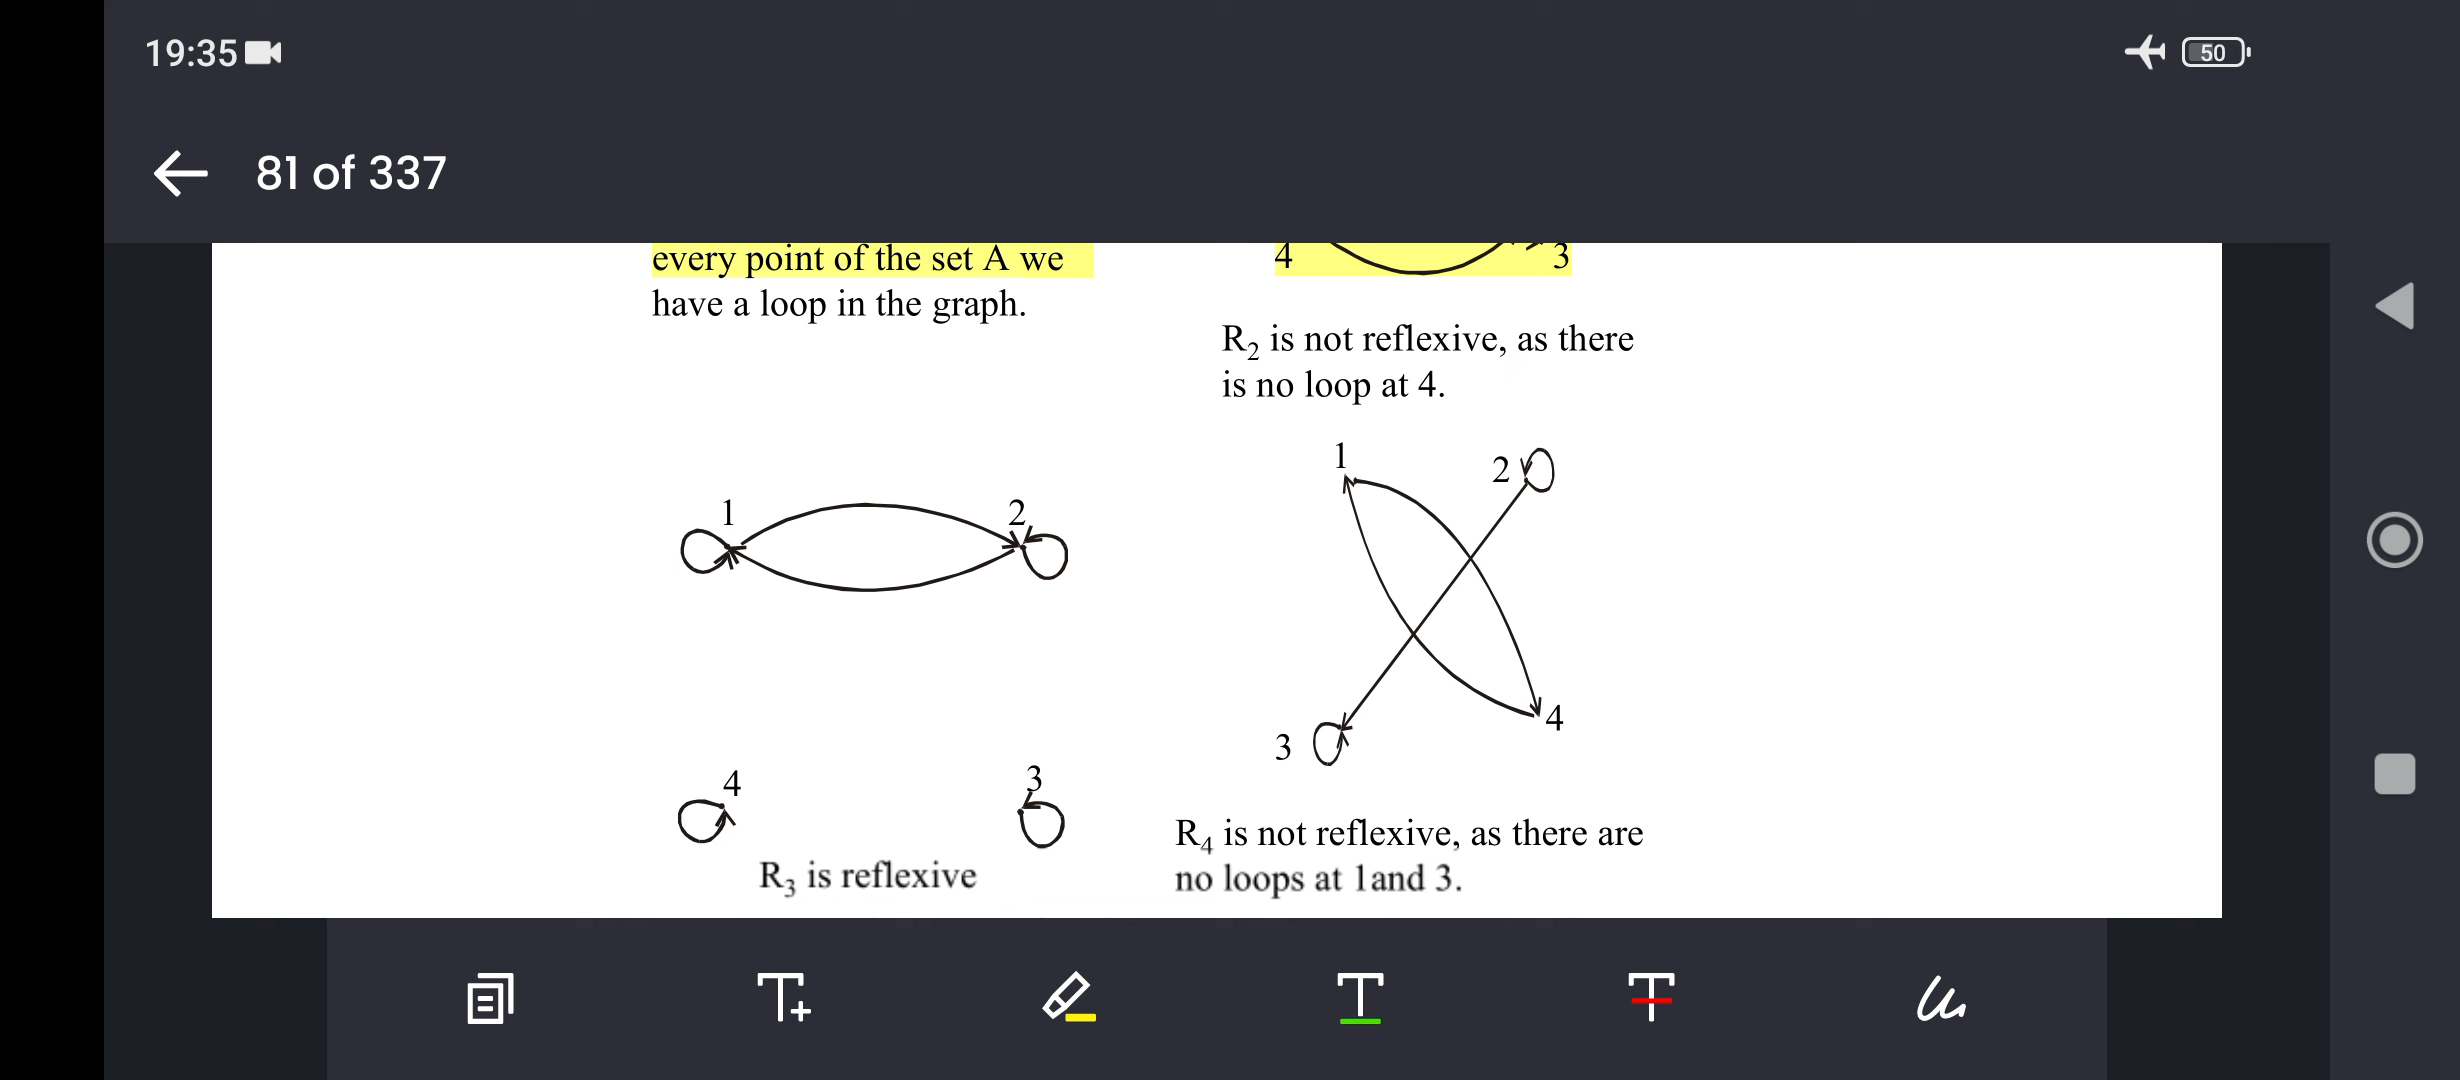 19:35
50
81 of 337
every point of the set A we
have a loop in the graph.
4 3
R₂ is not reflexive, as there
is no loop at 4.
1 2
4 3
R₃ is reflexive
1 2
3 4
R₄ is not reflexive, as there are
no loops at 1and 3.